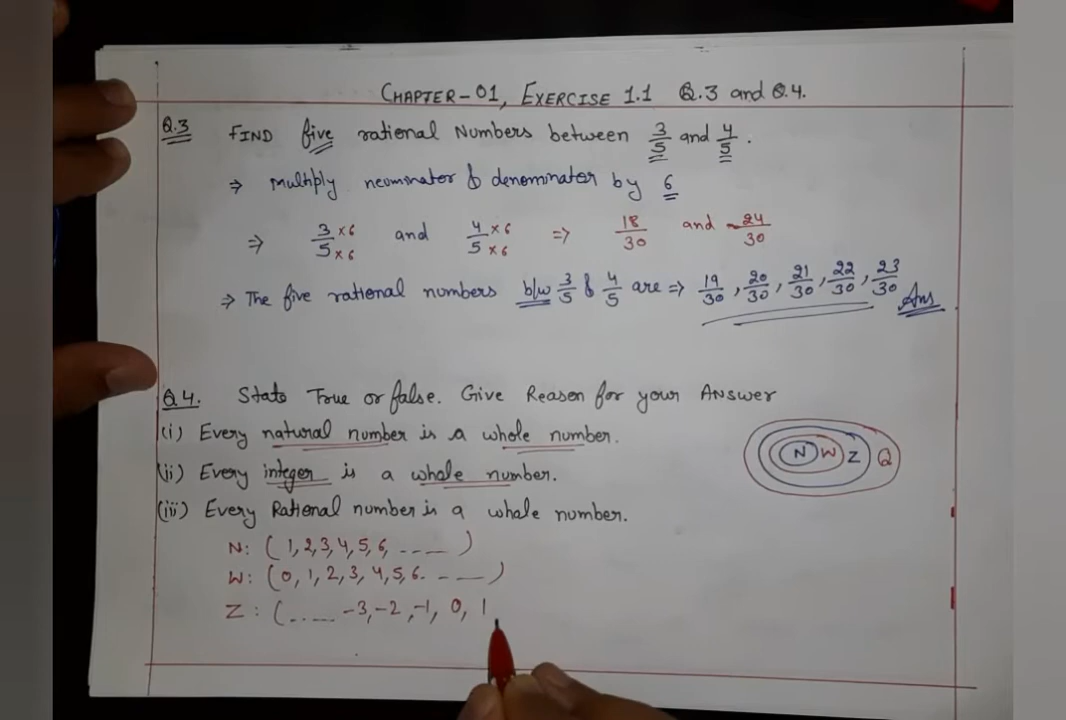 CHAPTER-01, EXERCISE 1.1 Q.3 and Q.4.
Q.3 FIND five rational Numbers between 3/5 and 4/5.
⇒ Multiply neominator & denominator by 6
⇒ 3×6/5×6 and 4×6/5×6 ⇒ 18/30 and 24/30
⇒ The five rational numbers b/w 3/5 & 4/5 are ⇒ 19/30, 20/30, 21/30, 22/30, 23/30 Ans
Q.4. State True or false. Give Reason for your Answer
(i) Every natural number is a whole number.
(ii) Every integer is a whole number.
N W Z Q
(iii) Every Rational number is a whole number.
N: (1,2,3,4,5,6, ----)
W: (0, 1, 2, 3, 4, 5, 6. ----)
Z: (..... -3, -2, -1, 0, 1